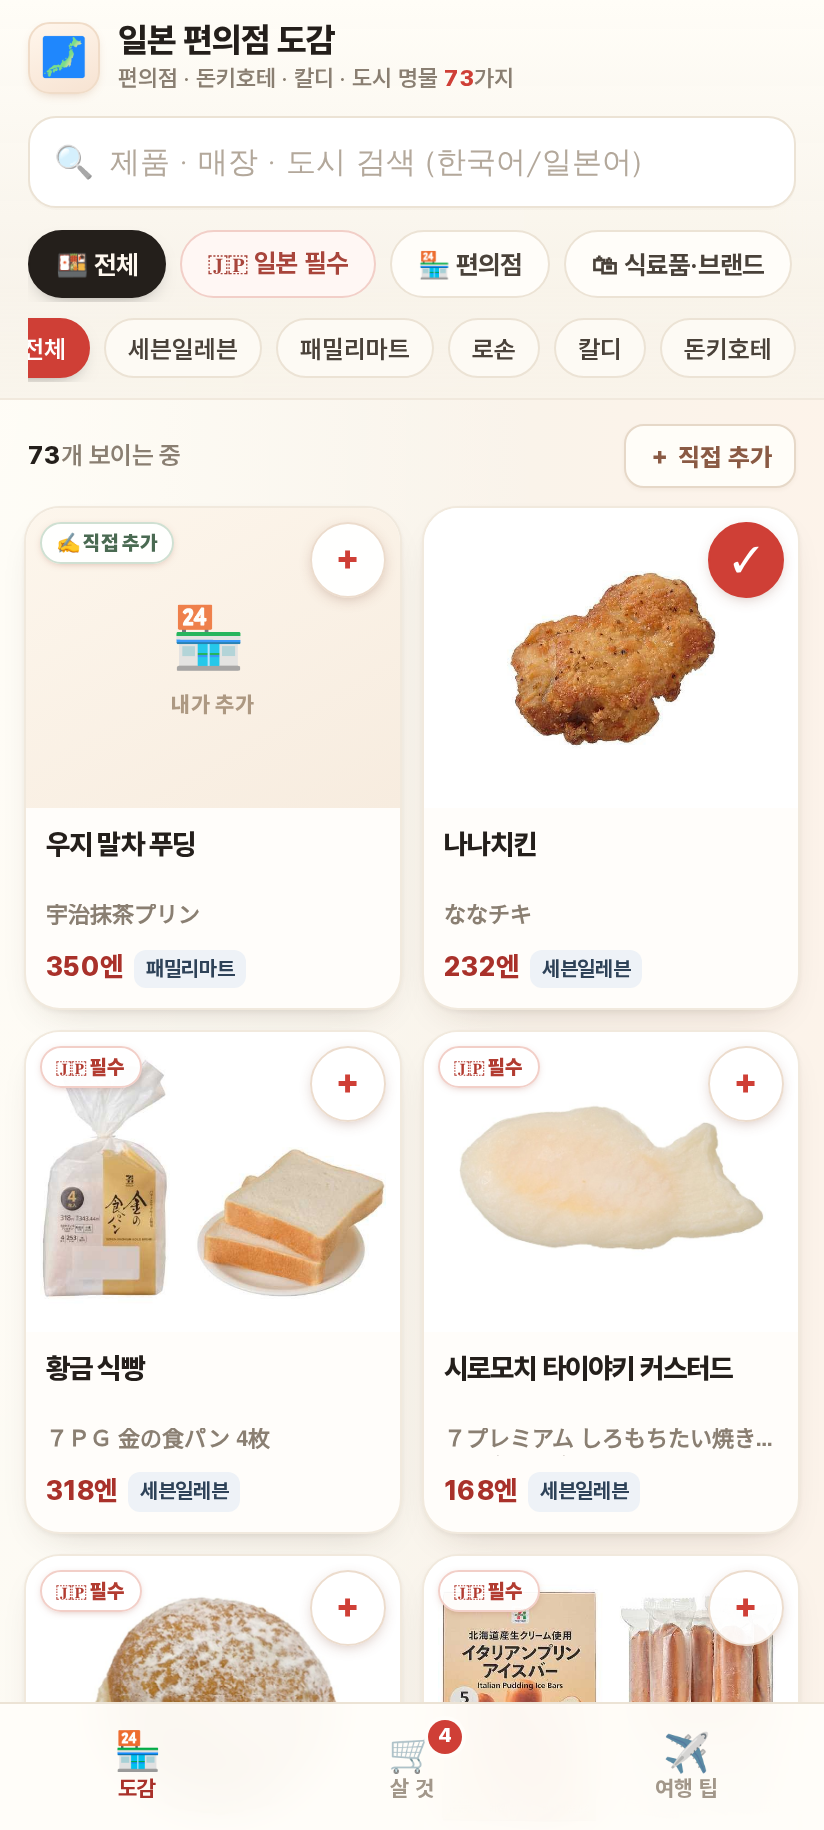 일본 편의점 도감
편의점 · 돈키호테 · 칼디 · 도시 명물 73가지
제품 · 매장 · 도시 검색 (한국어/일본어)
전체
🇯🇵 일본 필수
편의점
식료품·브랜드
전체
세븐일레븐
패밀리마트
로손
칼디
돈키호테
73개 보이는 중
+ 직접 추가
직접 추가
+
24
내가 추가
우지 말차 푸딩
宇治抹茶プリン
350엔 패밀리마트
✓
나나치킨
ななチキ
232엔 세븐일레븐
🇯🇵 필수
+
4
金の食パン
황금 식빵
7ＰＧ 金の食パン 4枚
318엔 세븐일레븐
🇯🇵 필수
+
시로모치 타이야키 커스터드
7プレミアム しろもちたい焼き…
168엔 세븐일레븐
🇯🇵 필수
+
🇯🇵 필수
+
北海道産生クリーム使用
イタリアンプリン
アイスバー
Italian Pudding Ice Bars
5
24
도감
4
살 것
여행 팁